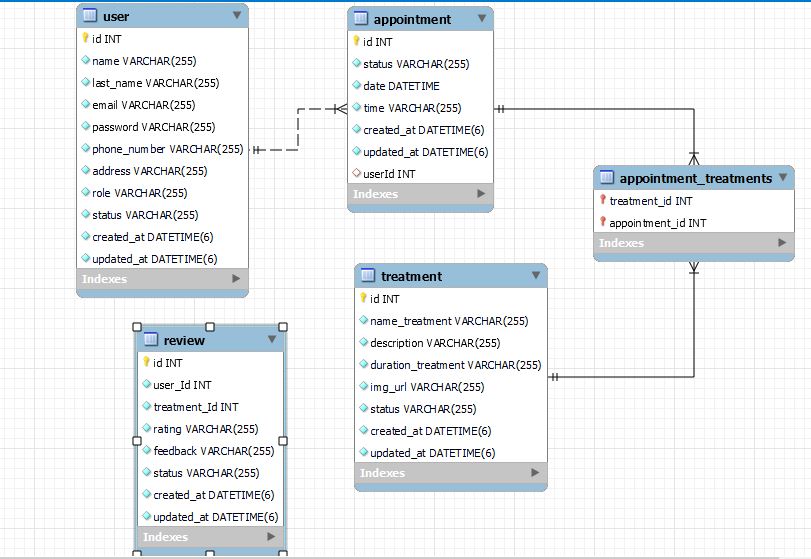 user
id INT
name VARCHAR(255)
last_name VARCHAR(255)
email VARCHAR(255)
password VARCHAR(255)
phone_number VARCHAR(255)
address VARCHAR(255)
role VARCHAR(255)
status VARCHAR(255)
created_at DATETIME(6)
updated_at DATETIME(6)
Indexes
appointment
id INT
status VARCHAR(255)
date DATETIME
time VARCHAR(255)
created_at DATETIME(6)
updated_at DATETIME(6)
userId INT
Indexes
appointment_treatments
treatment_id INT
appointment_id INT
Indexes
treatment
id INT
name_treatment VARCHAR(255)
description VARCHAR(255)
duration_treatment VARCHAR(255)
img_url VARCHAR(255)
status VARCHAR(255)
created_at DATETIME(6)
updated_at DATETIME(6)
Indexes
review
id INT
user_Id INT
treatment_Id INT
rating VARCHAR(255)
feedback VARCHAR(255)
status VARCHAR(255)
created_at DATETIME(6)
updated_at DATETIME(6)
Indexes